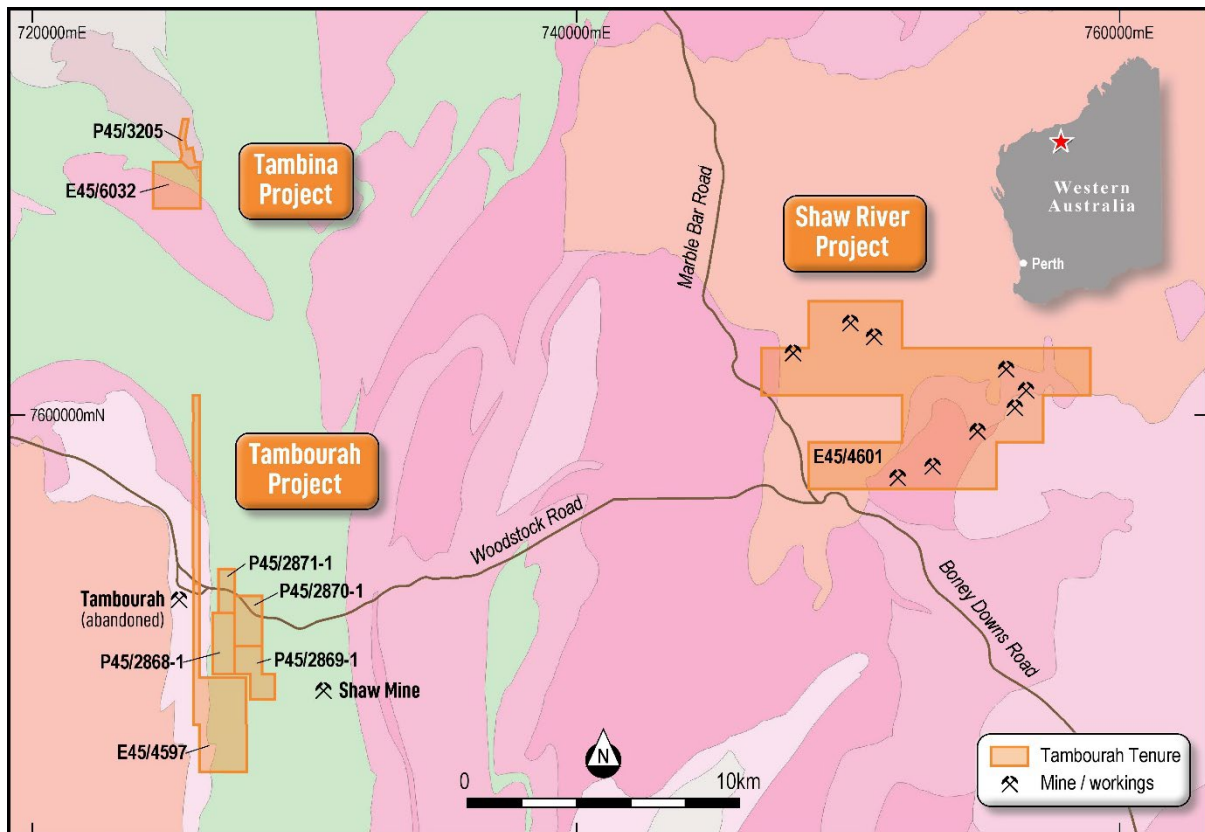 720000mE
740000mE
760000mE
P45/3205
E45/6032
Tambina
Project
Marble Bar Road
Shaw River
Project
Western
Australia
Perth
7600000mN
Tambourah
Project
E45/4601
Woodstock Road
P45/2871-1
P45/2870-1
Tambourah
(abandoned)
P45/2868-1
P45/2869-1
Shaw Mine
Boney Downs Road
E45/4597
N
0
10km
Tambourah Tenure
Mine / workings